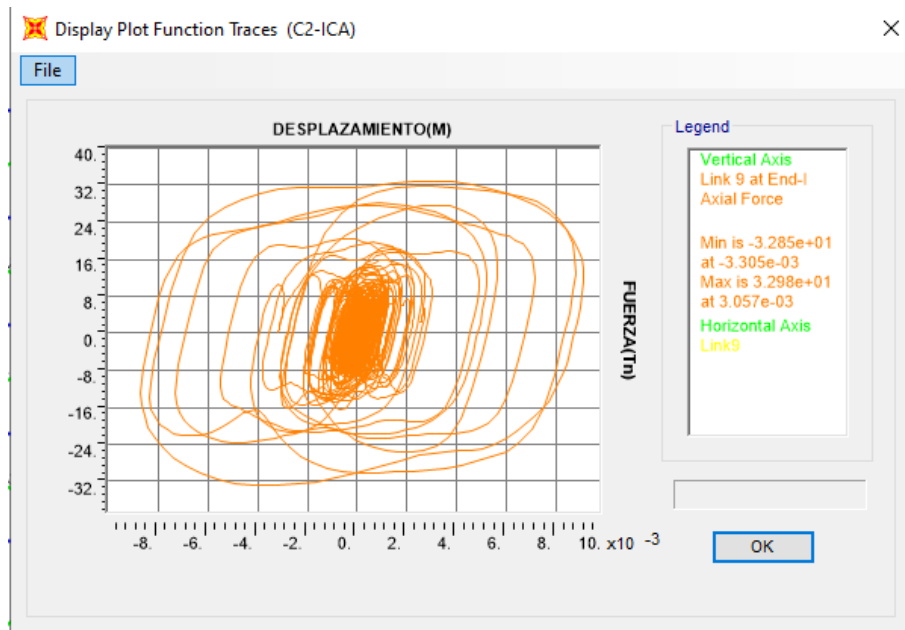 Display Plot Function Traces (C2-ICA)
File
DESPLAZAMIENTO(M)
40.
32.
24.
16.
8.
0.
-8.
-16.
-24.
-32.
-8. -6. -4. -2. 0. 2. 4. 6. 8. 10. x10 -3
FUERZA(Tn)
Legend
Vertical Axis
Link 9 at End-I
Axial Force
Min is -3.285e+01
at -3.305e-03
Max is 3.298e+01
at 3.057e-03
Horizontal Axis
Link9
OK